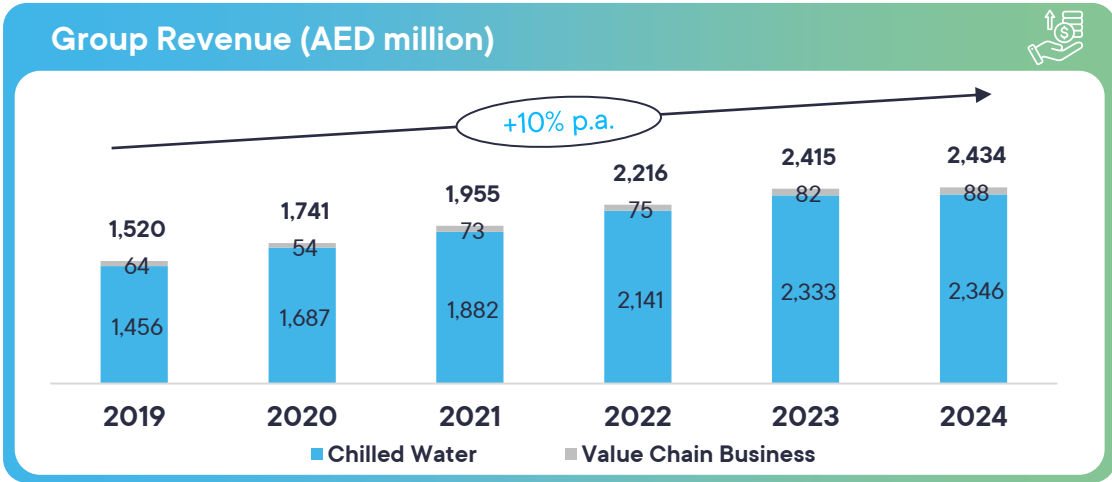 Group Revenue (AED million)
$
+10% p.a.
1,520 1,741 1,955 2,216 2,415 2,434
64 54 73 75 82 88
1,456 1,687 1,882 2,141 2,333 2,346
2019 2020 2021 2022 2023 2024
Chilled Water Value Chain Business